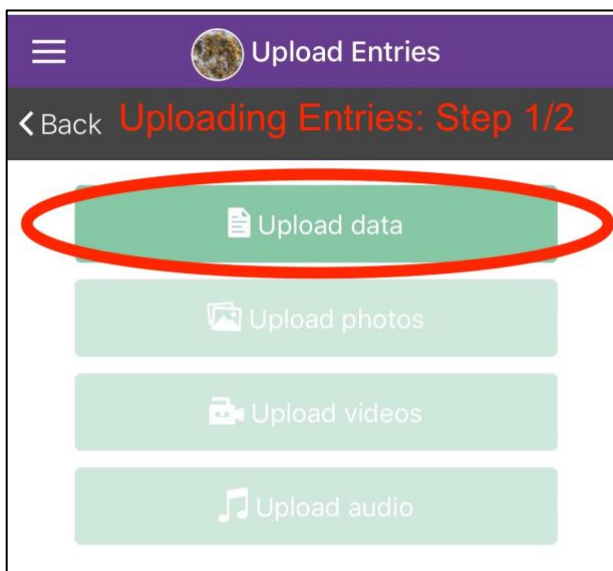 Upload Entries
Back Uploading Entries: Step 1/2
Upload data
Upload photos
Upload videos
Upload audio